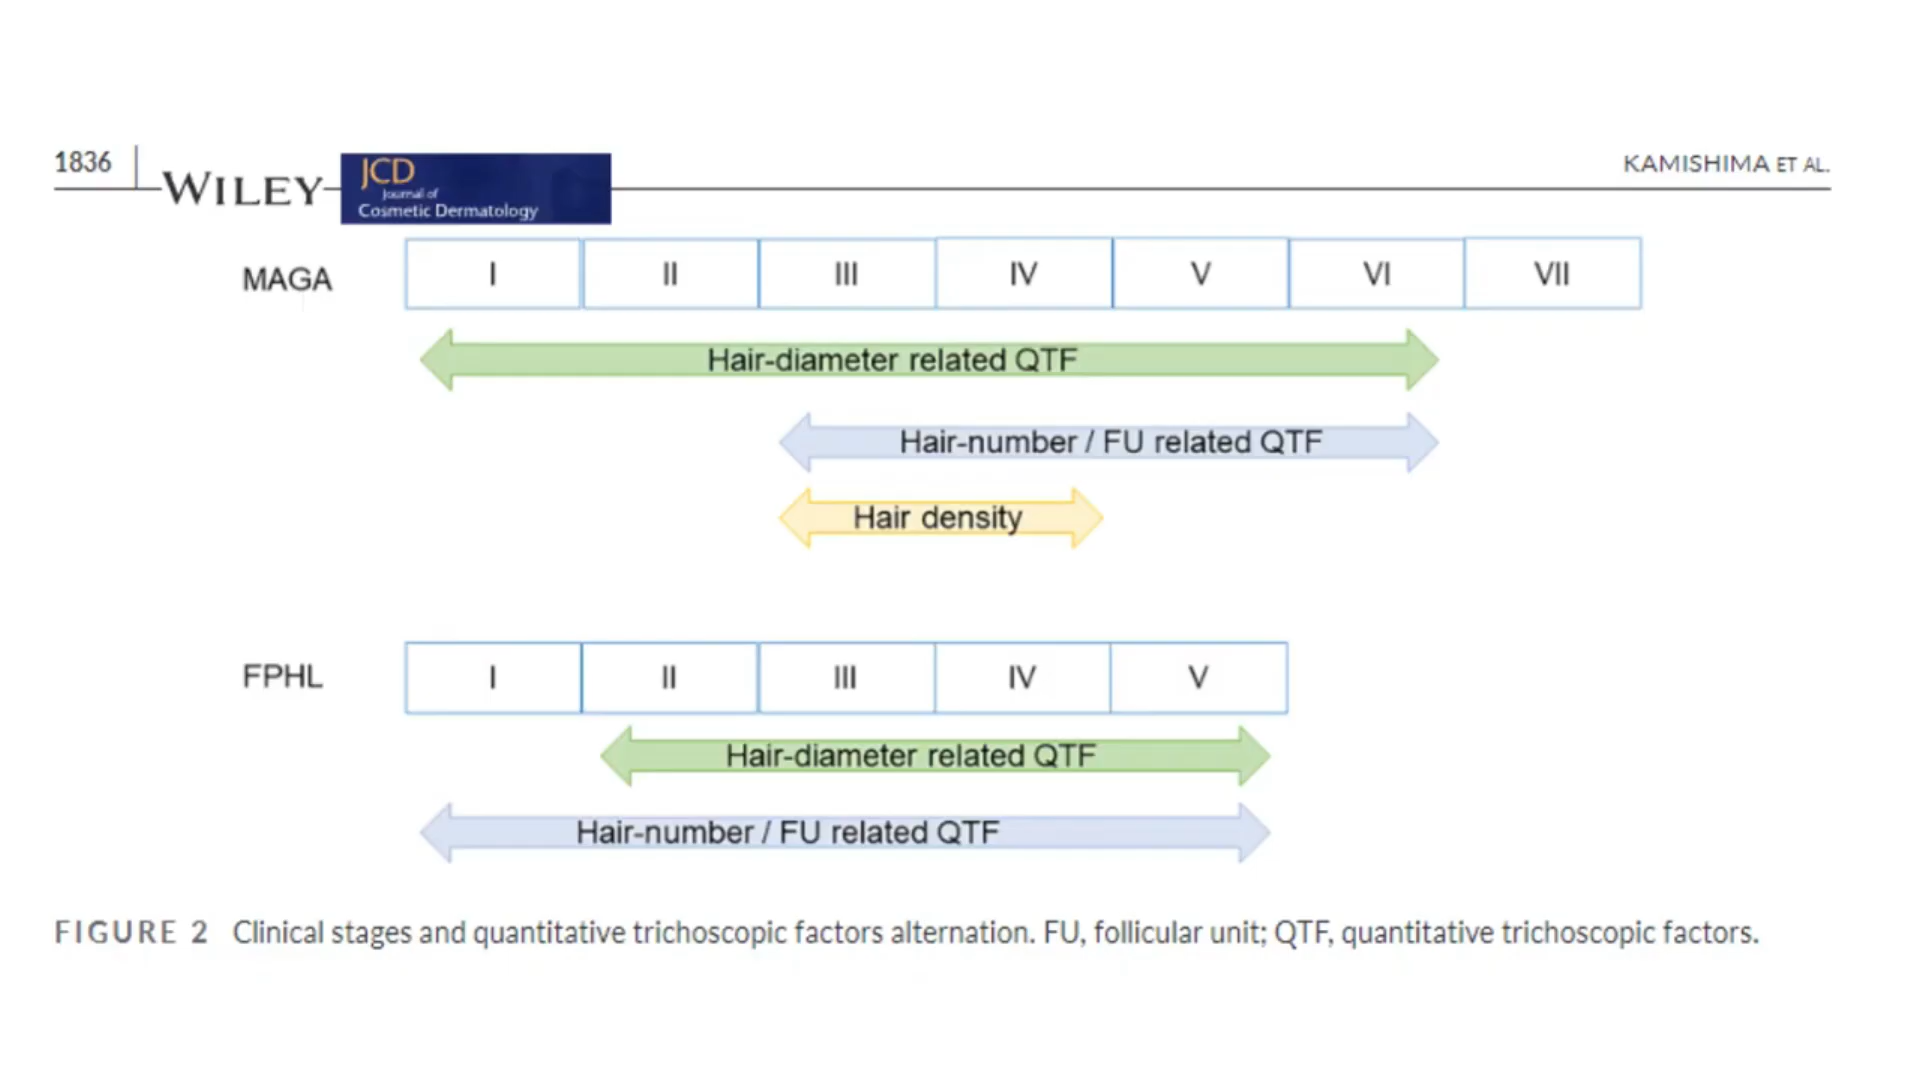 1836
WILEY
JCD
Journal of
Cosmetic Dermatology
KAMISHIMA ET AL.
MAGA I II III IV V VI VII
Hair-diameter related QTF
Hair-number / FU related QTF
Hair density
FPHL I II III IV V
Hair-diameter related QTF
Hair-number / FU related QTF
FIGURE 2 Clinical stages and quantitative trichoscopic factors alternation. FU, follicular unit; QTF, quantitative trichoscopic factors.